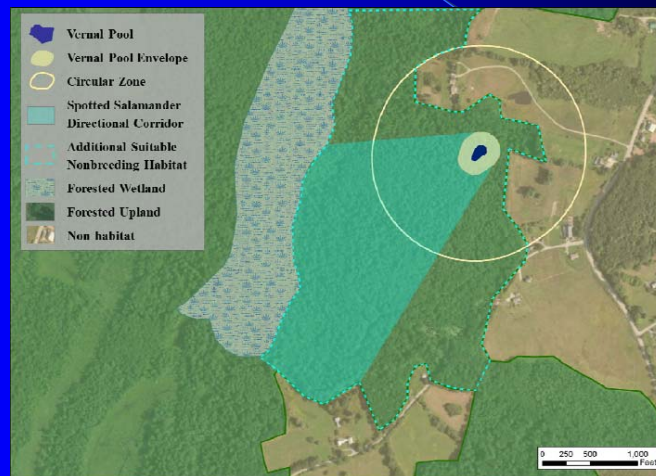 Vernal Pool
Vernal Pool Envelope
Circular Zone
Spotted Salamander
Directional Corridor
Additional Suitable
Nonbreeding Habitat
Forested Wetland
Forested Upland
Non habitat
0 250 500 1,000
Feet